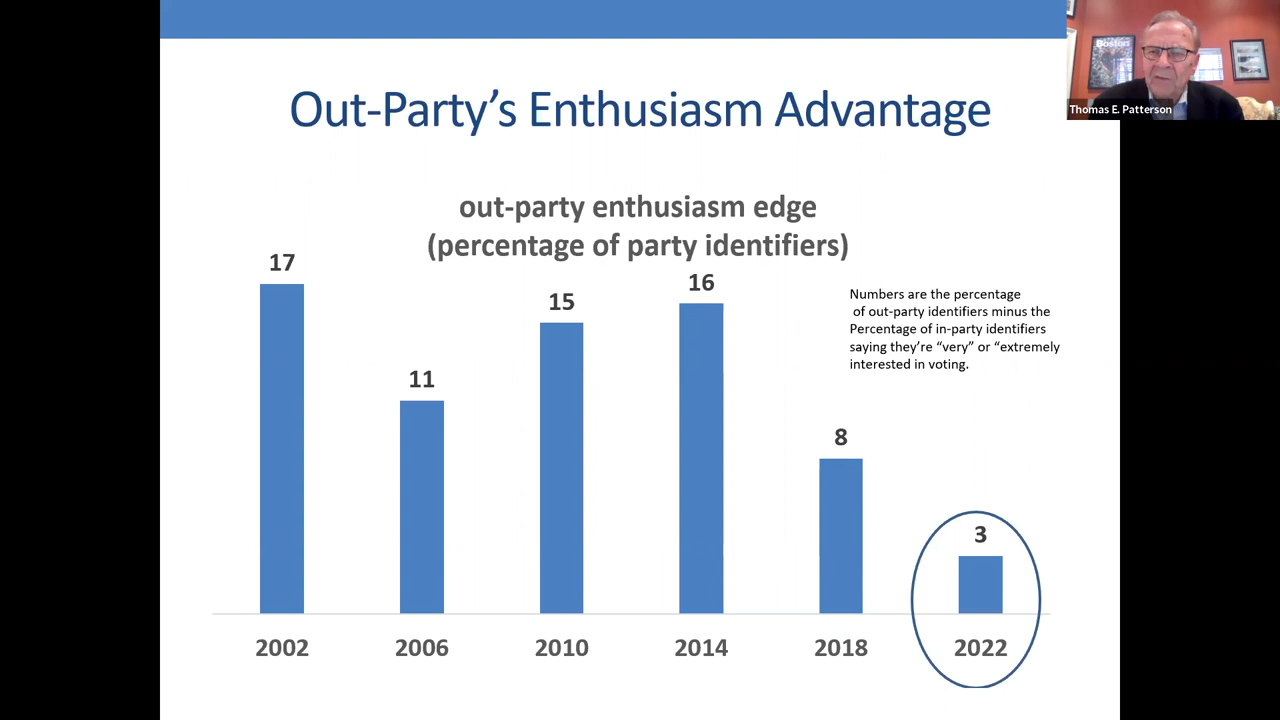 Out-Party’s Enthusiasm Advantage
Boston
Thomas E. Patterson
out-party enthusiasm edge
(percentage of party identifiers)
17
11
15
16
8
3
Numbers are the percentage
of out-party identifiers minus the
Percentage of in-party identifiers
saying they’re “very” or “extremely
interested in voting.
2002
2006
2010
2014
2018
2022